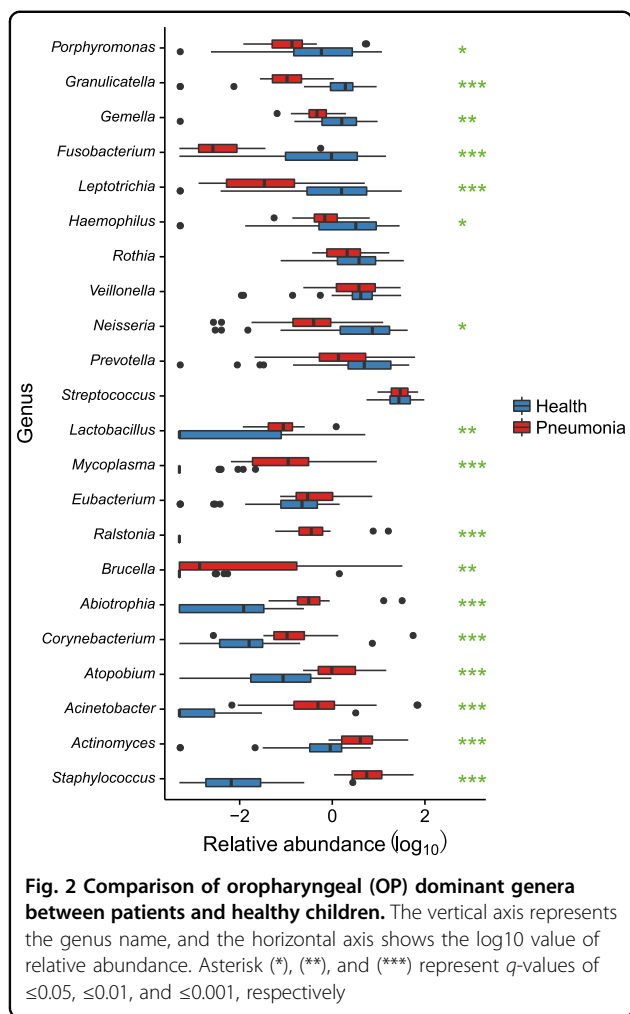 Genus
Porphyromonas *
Granulicatella ***
Gemella **
Fusobacterium ***
Leptotrichia ***
Haemophilus *
Rothia
Veillonella
Neisseria *
Prevotella
Streptococcus
Lactobacillus **
Mycoplasma ***
Eubacterium
Ralstonia ***
Brucella **
Abiotrophia ***
Corynebacterium ***
Atopobium ***
Acinetobacter ***
Actinomyces ***
Staphylococcus ***
Health
Pneumonia
−2 0 2
Relative abundance (log10)
Fig. 2 Comparison of oropharyngeal (OP) dominant genera
between patients and healthy children. The vertical axis represents
the genus name, and the horizontal axis shows the log10 value of
relative abundance. Asterisk (*), (**), and (***) represent q-values of
≤0.05, ≤0.01, and ≤0.001, respectively